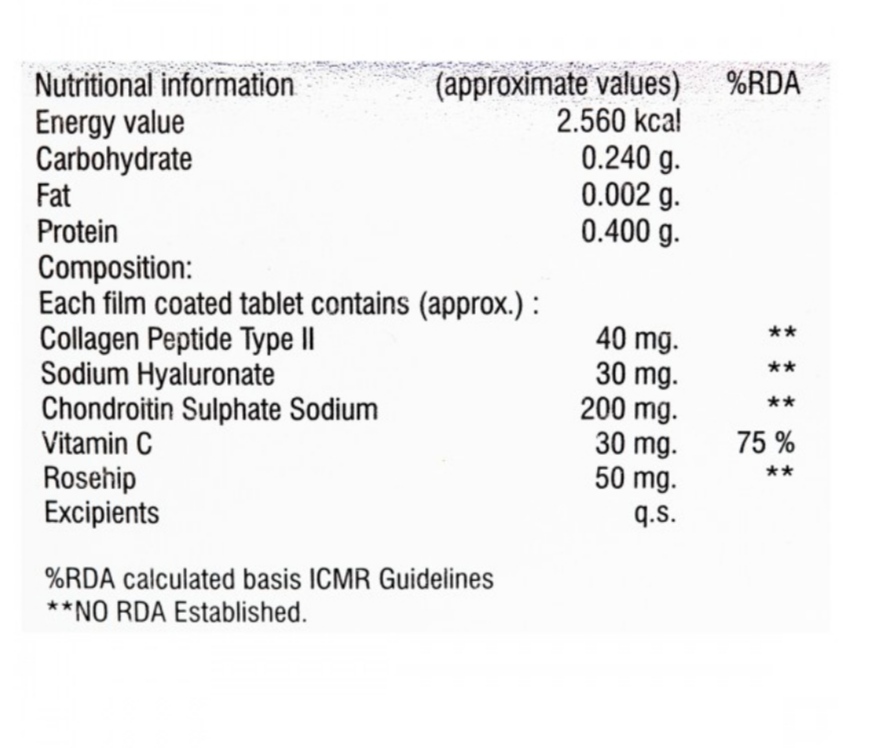 Nutritional information (approximate values) %RDA
Energy value 2.560 kcal
Carbohydrate 0.240 g.
Fat 0.002 g.
Protein 0.400 g.
Composition:
Each film coated tablet contains (approx.) :
Collagen Peptide Type II 40 mg. **
Sodium Hyaluronate 30 mg. **
Chondroitin Sulphate Sodium 200 mg. **
Vitamin C 30 mg. 75 %
Rosehip 50 mg. **
Excipients q.s.
%RDA calculated basis ICMR Guidelines
**NO RDA Established.